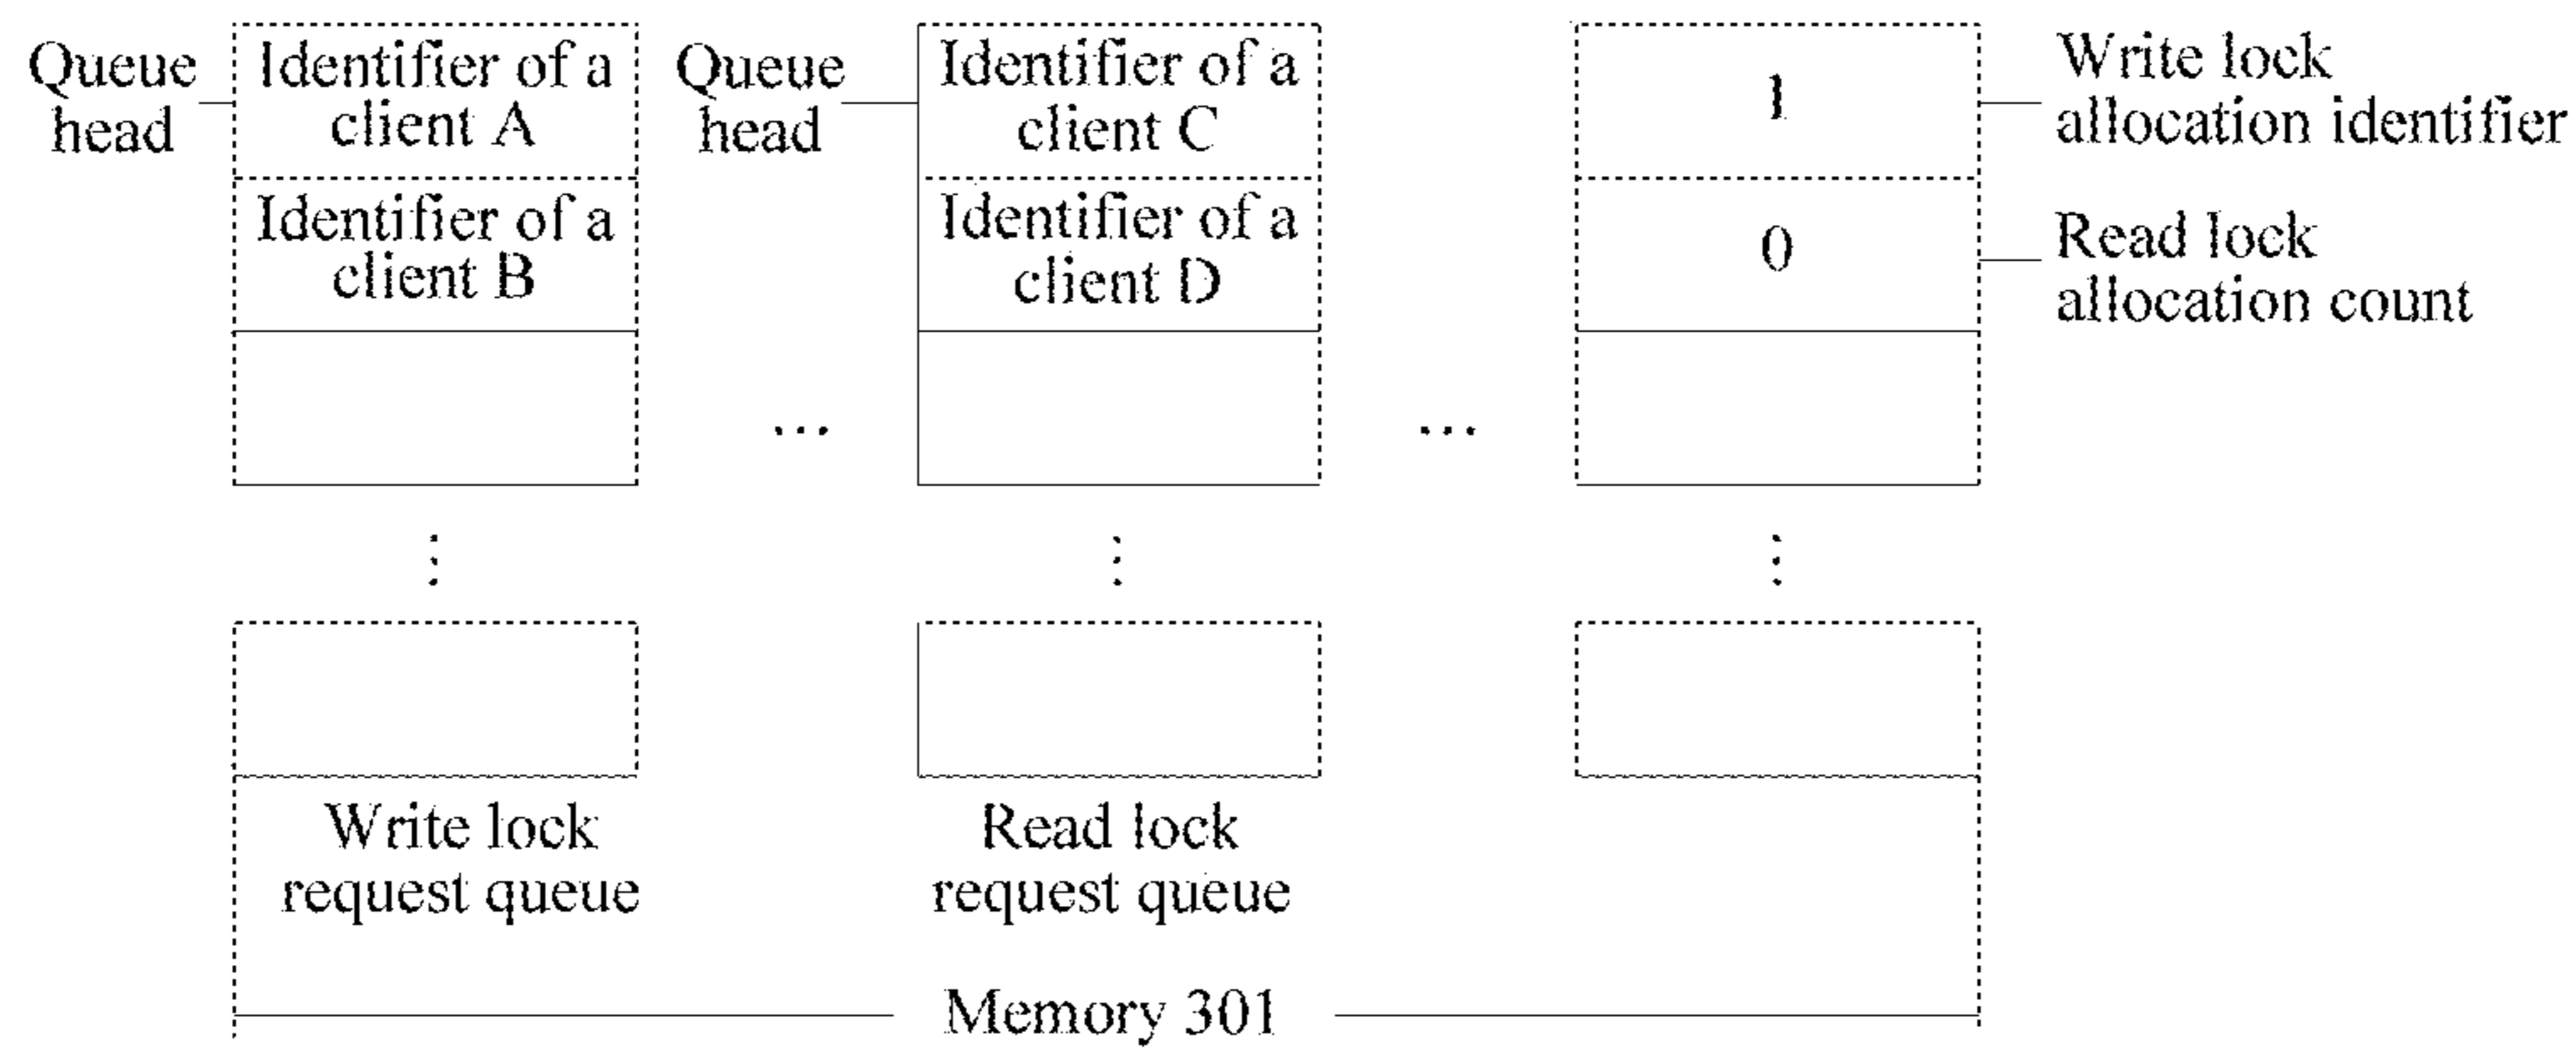 Queue
head
Identifier of a
client A
Identifier of a
client B
Queue
head
Identifier of a
client C
Identifier of a
client D
1
0
Write lock
allocation identifier
Read lock
allocation count
...
...
Write lock
request queue
Read lock
request queue
Memory 301